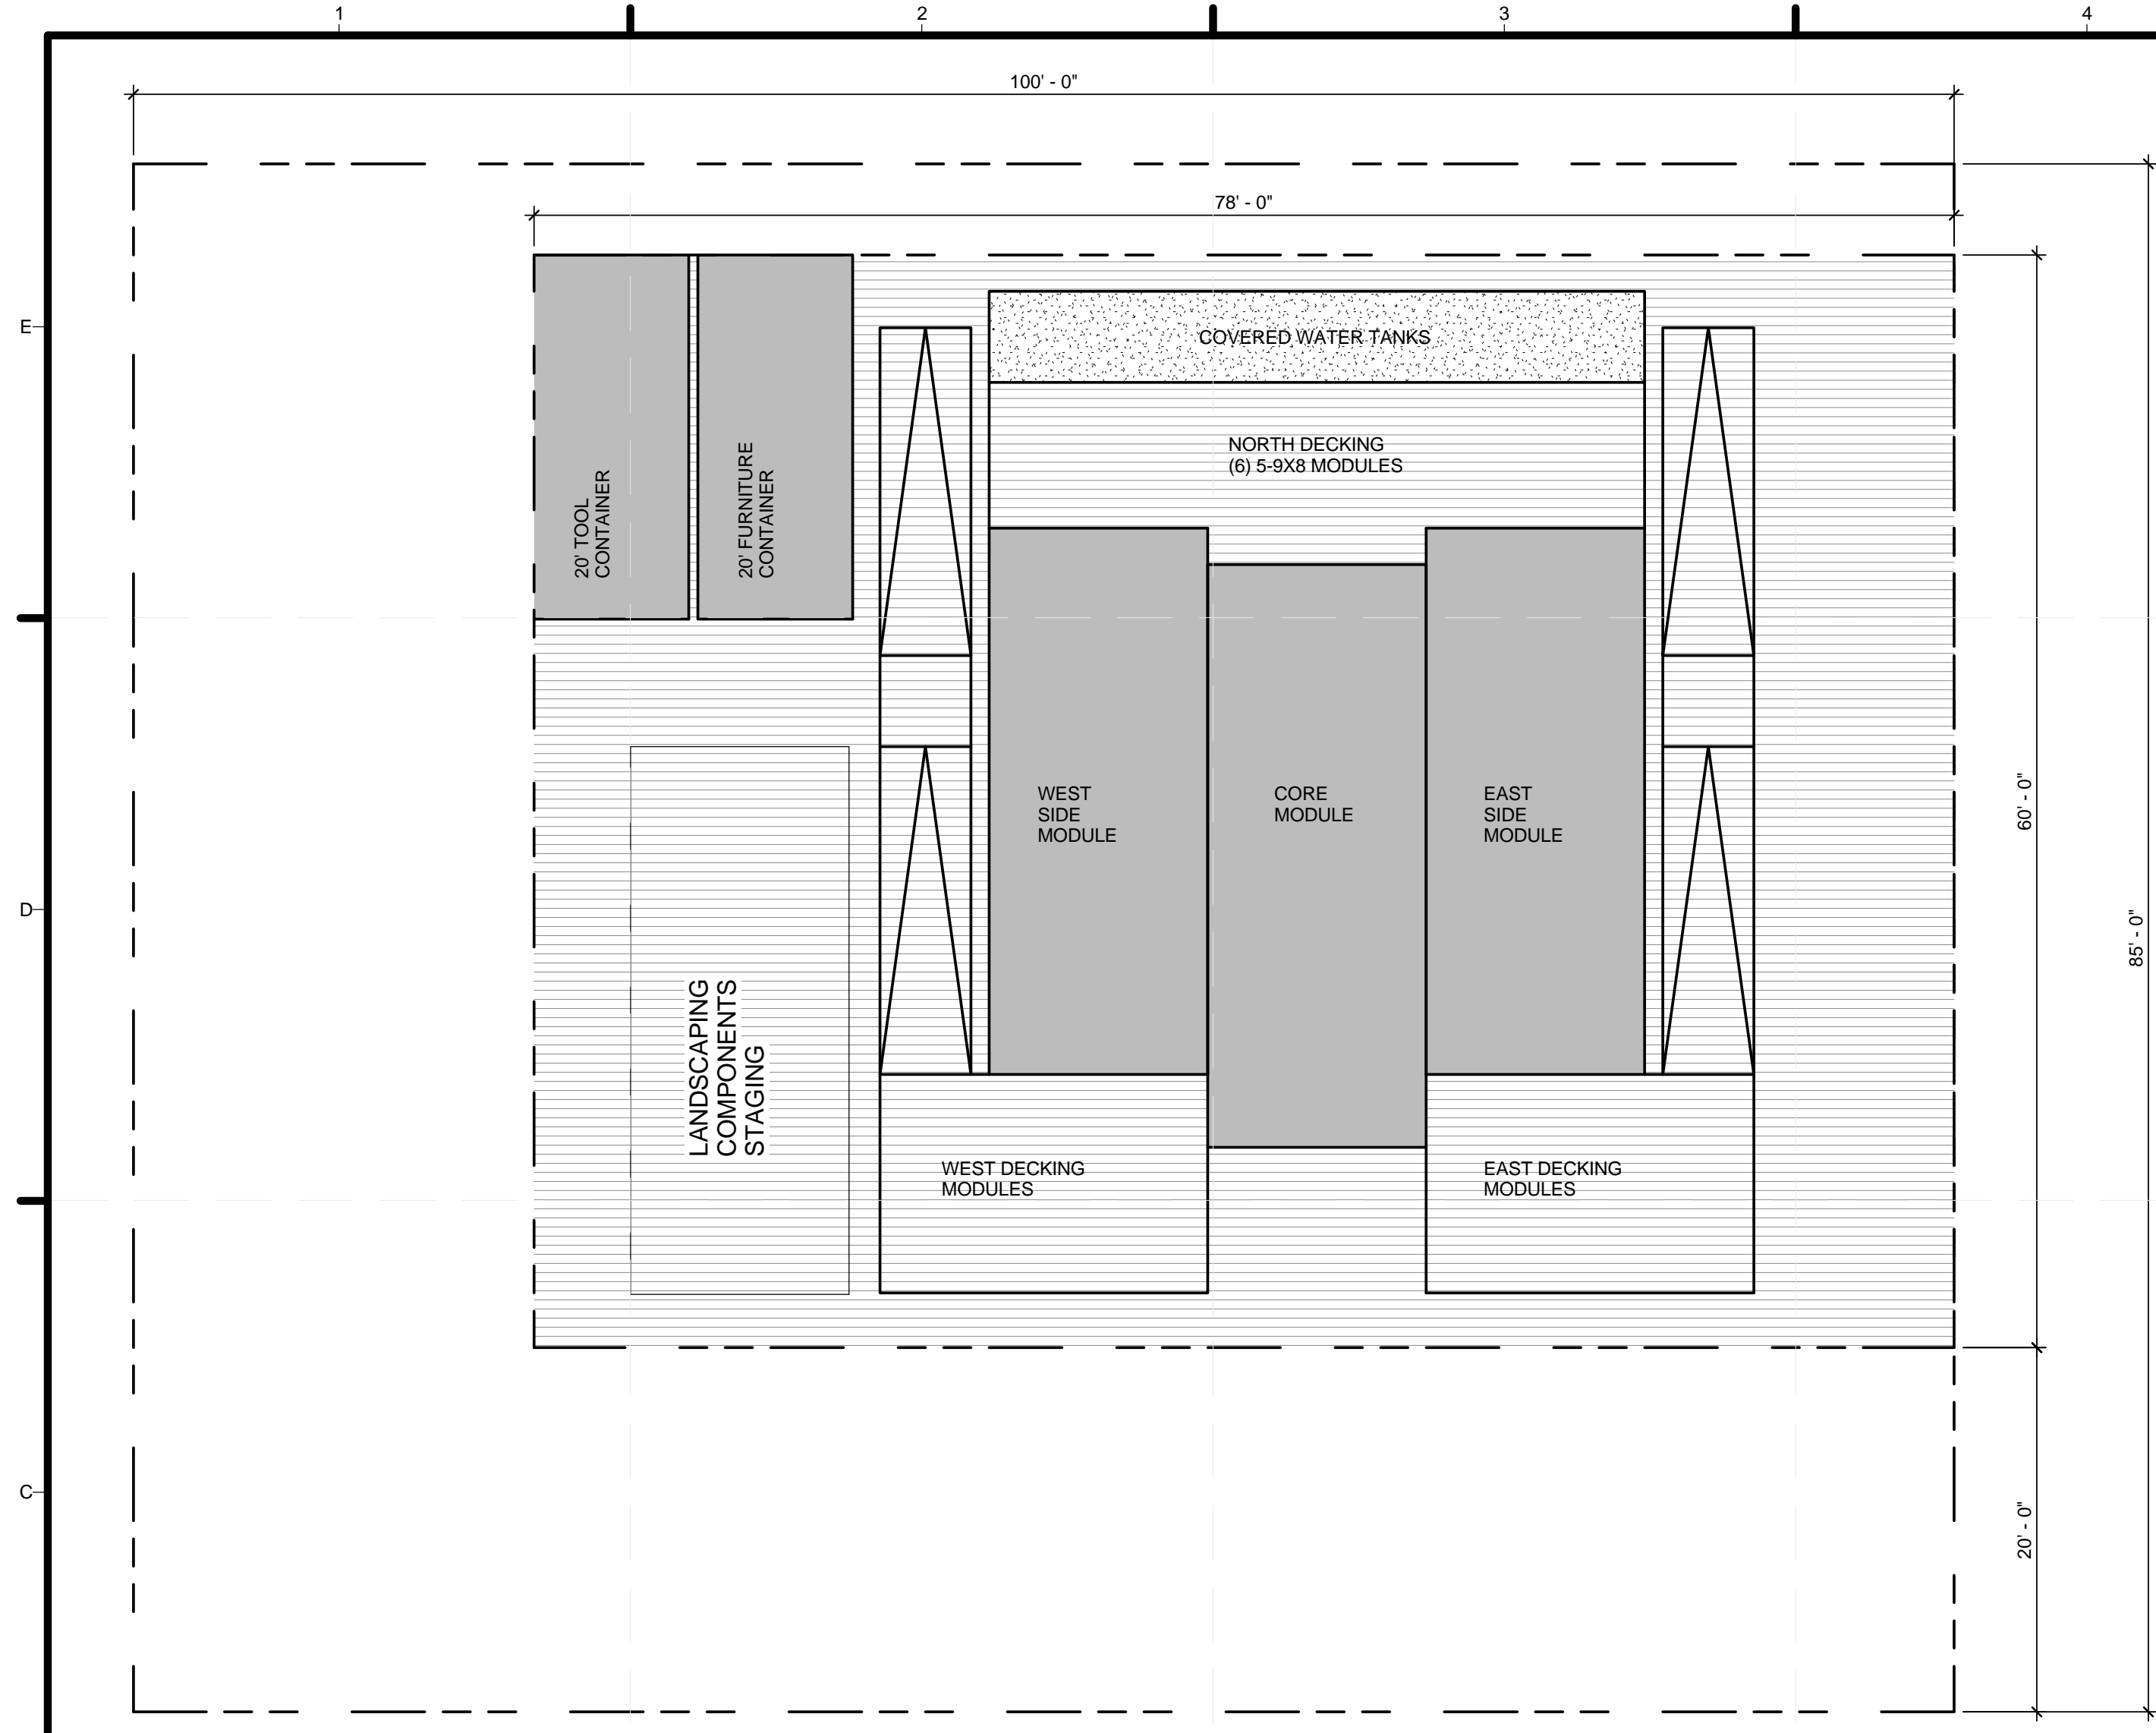 1
2
3
4
100' - 0"
78' - 0"
E
COVERED WATER TANKS
NORTH DECKING
(6) 5-9X8 MODULES
20' TOOL
CONTAINER
20' FURNITURE
CONTAINER
WEST
SIDE
MODULE
CORE
MODULE
EAST
SIDE
MODULE
60' - 0"
85' - 0"
D
LANDSCAPING
COMPONENTS
STAGING
WEST DECKING
MODULES
EAST DECKING
MODULES
C
20' - 0"